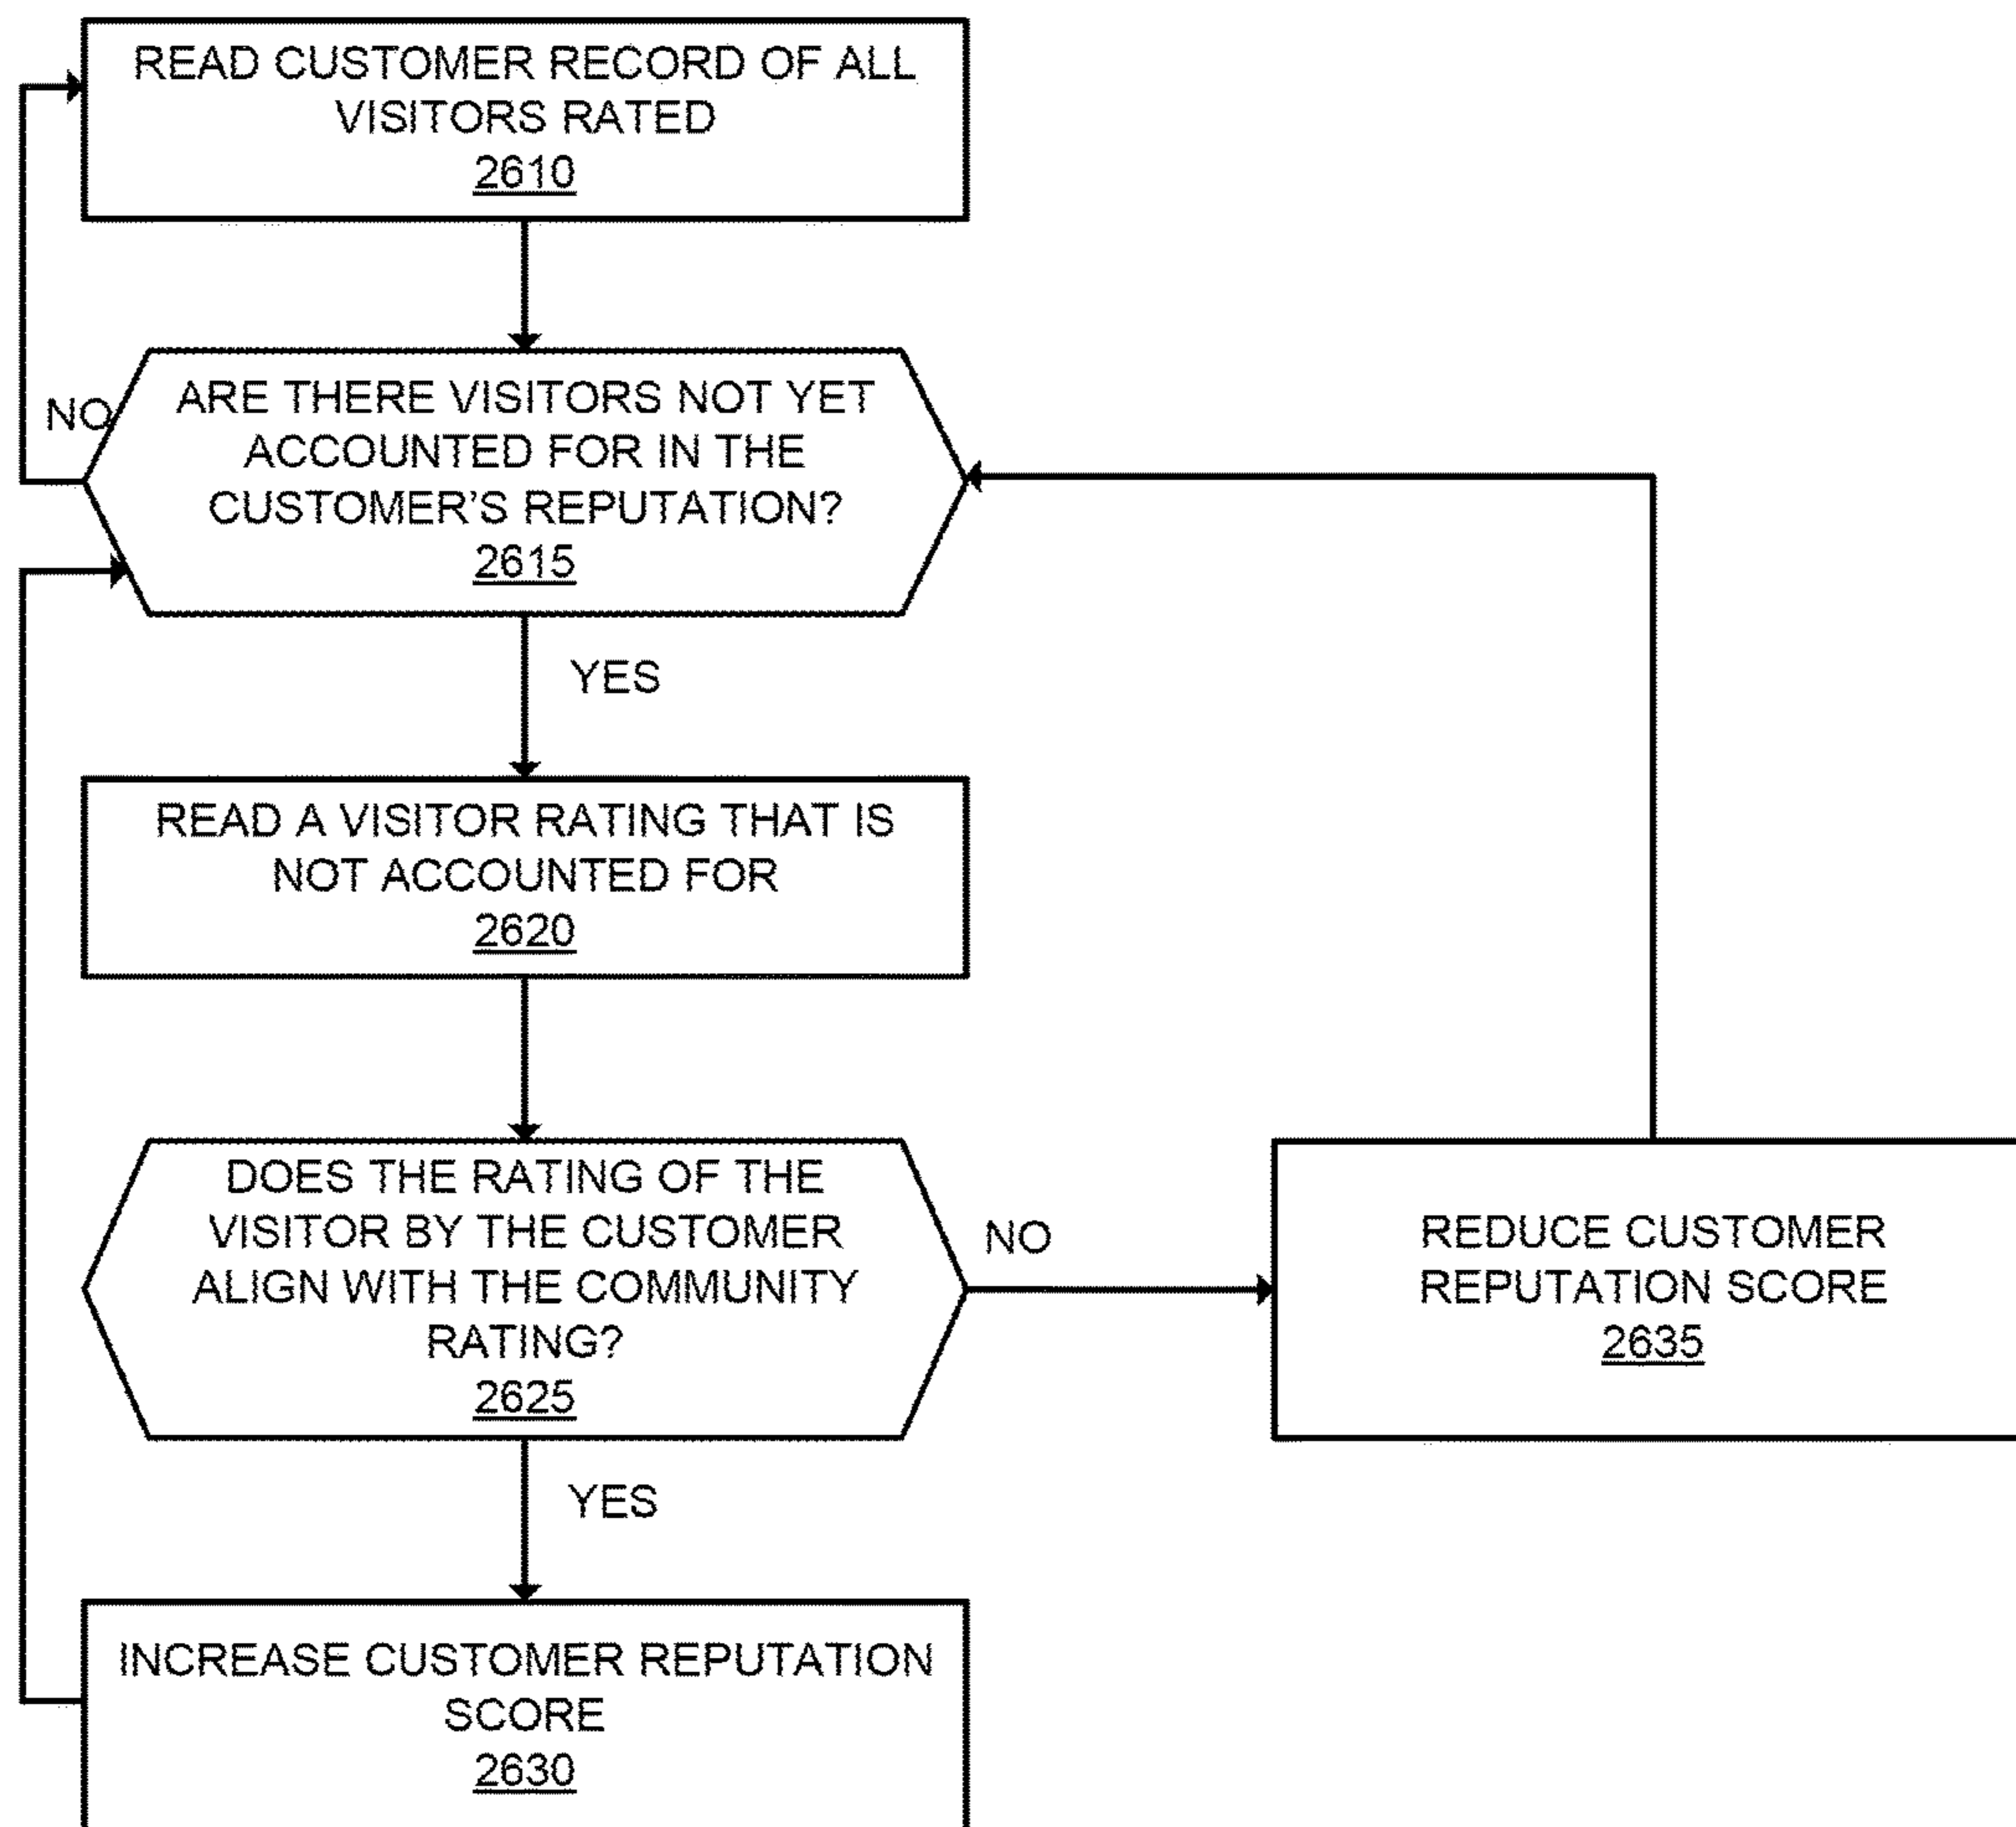 READ CUSTOMER RECORD OF ALL
VISITORS RATED
2610
NO
ARE THERE VISITORS NOT YET
ACCOUNTED FOR IN THE
CUSTOMER'S REPUTATION?
2615
YES
READ A VISITOR RATING THAT IS
NOT ACCOUNTED FOR
2620
DOES THE RATING OF THE
VISITOR BY THE CUSTOMER
ALIGN WITH THE COMMUNITY
RATING?
2625
NO
REDUCE CUSTOMER
REPUTATION SCORE
2635
YES
INCREASE CUSTOMER REPUTATION
SCORE
2630